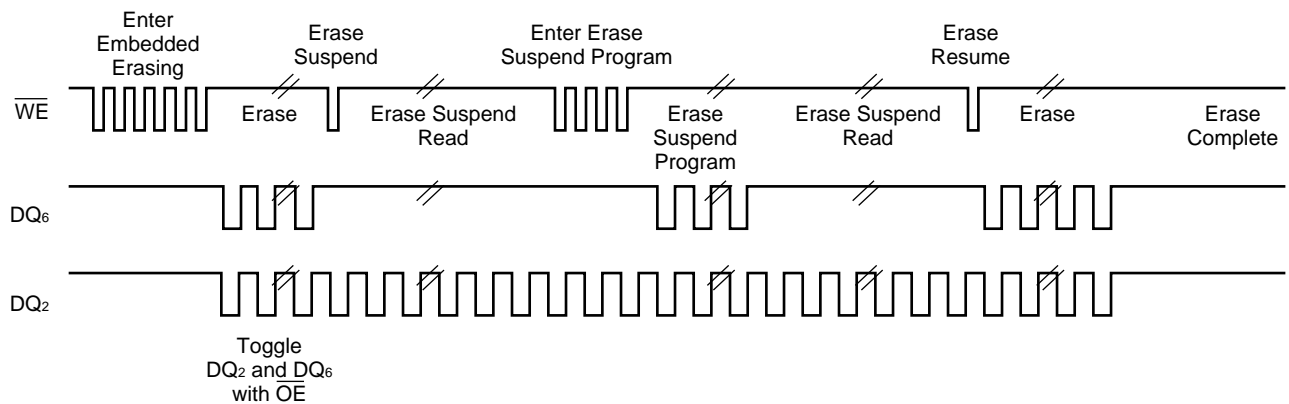 Enter
Embedded
Erasing
Erase
Suspend
Enter Erase
Suspend Program
Erase
Resume
WE
Erase
Erase Suspend
Read
Erase
Suspend
Program
Erase Suspend
Read
Erase
Erase
Complete
DQ6
DQ2
Toggle
DQ2 and DQ6
with OE